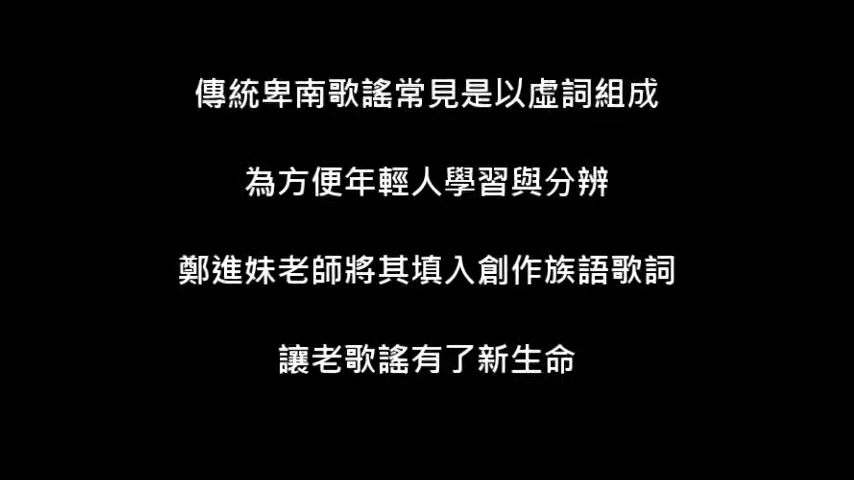 傳統卑南歌謠常見是以虛詞組成
為方便年輕人學習與分辨
鄭進妹老師將其填入創作族語歌詞
讓老歌謠有了新生命